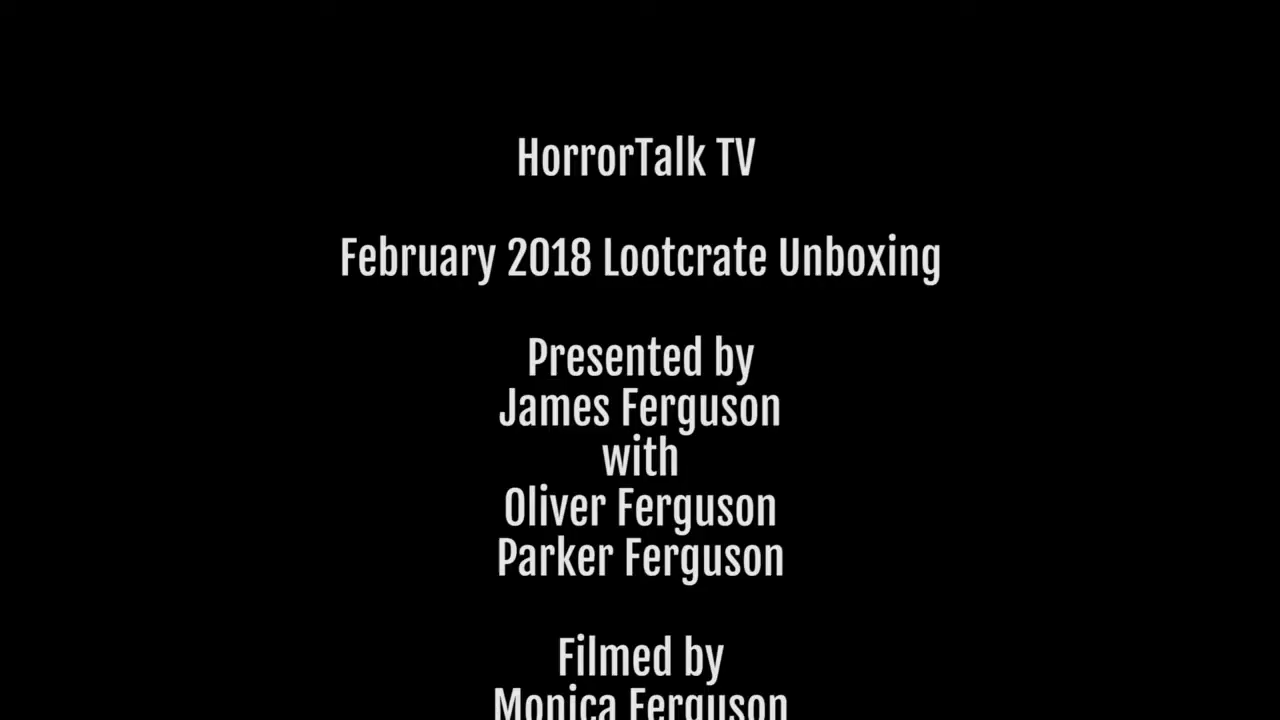 HorrorTalk TV
February 2018 Lootcrate Unboxing
Presented by
James Ferguson
with
Oliver Ferguson
Parker Ferguson
Filmed by
Monica Ferguson